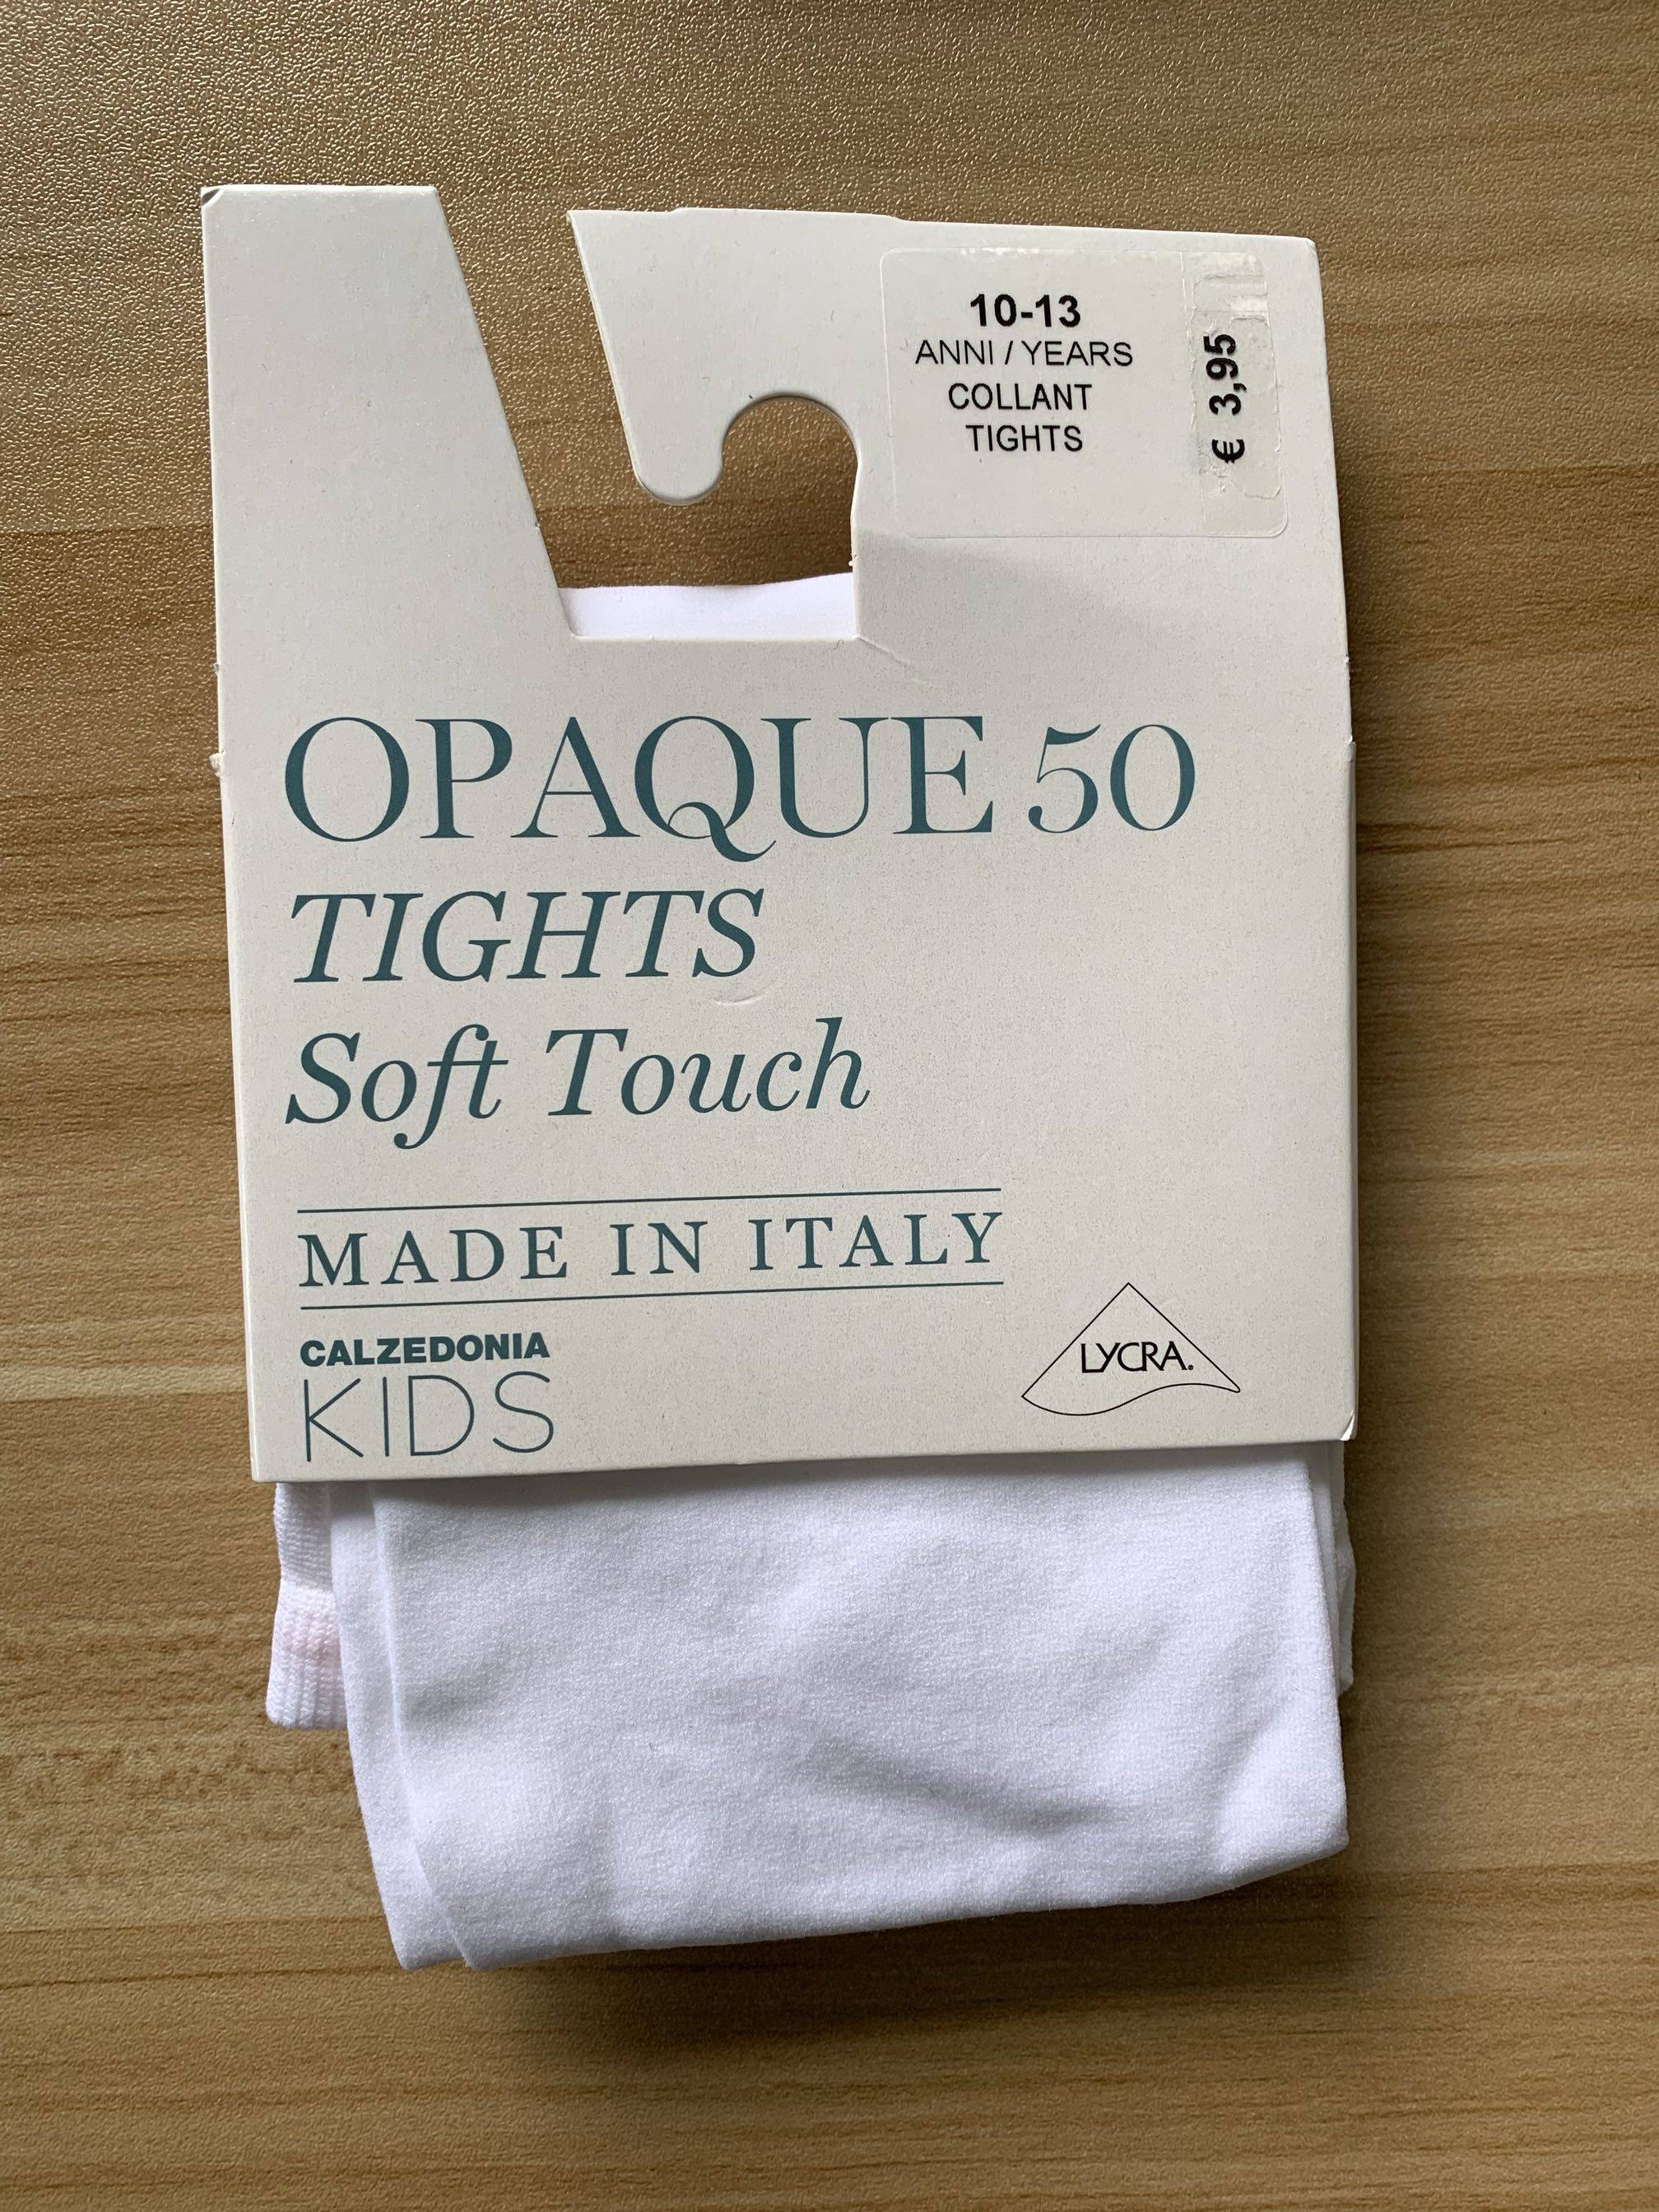 10-13
ANNI / YEARS
COLLANT
TIGHTS
€ 3,95
OPAQUE 50
TIGHTS
Soft Touch
MADE IN ITALY
CALZEDONIA
KIDS
LYCRA.